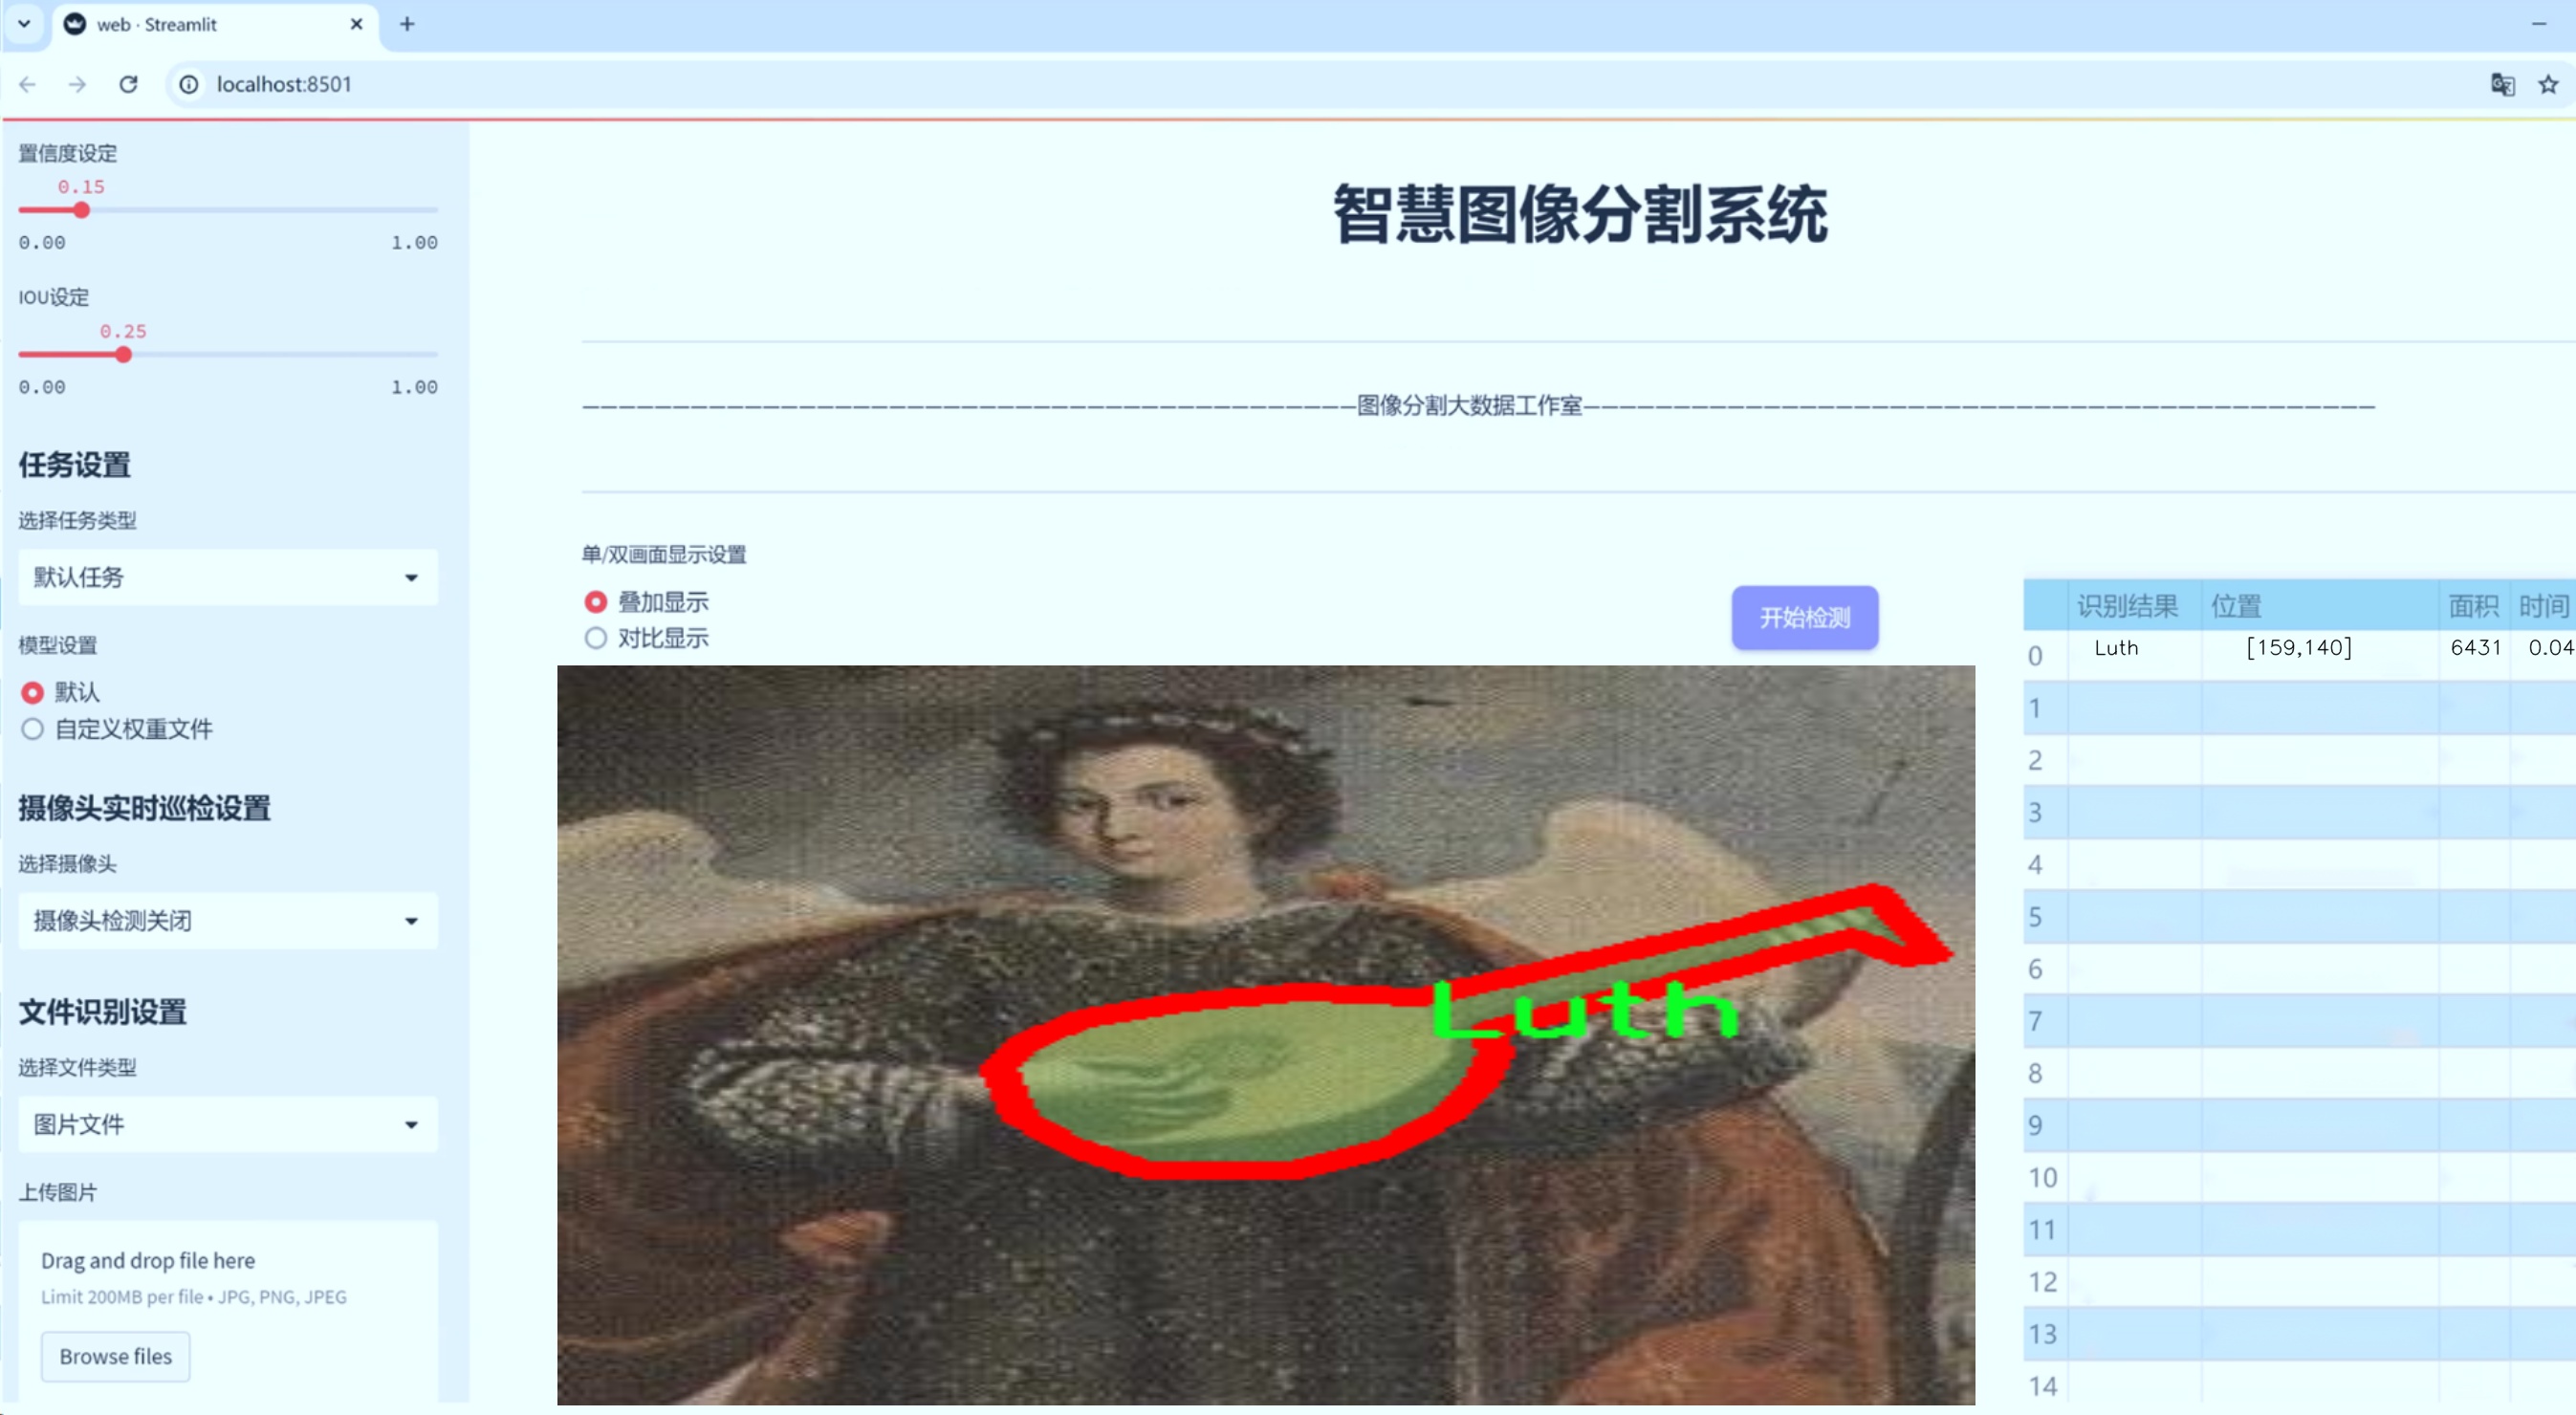 web · Streamlit
localhost:8501
置信度设定
0.15
0.00 1.00
IOU设定
0.25
0.00 1.00
任务设置
选择任务类型
默认任务
模型设置
默认
自定义权重文件
摄像头实时巡检设置
选择摄像头
摄像头检测关闭
文件识别设置
选择文件类型
图片文件
上传图片
Drag and drop file here
Limit 200MB per file • JPG, PNG, JPEG
Browse files
智慧图像分割系统
图像分割大数据工作室
单/双画面显示设置
叠加显示
对比显示
开始检测
Luth
识别结果 位置 面积 时间
0 Luth [159,140] 6431 0.04
1
2
3
4
5
6
7
8
9
10
11
12
13
14